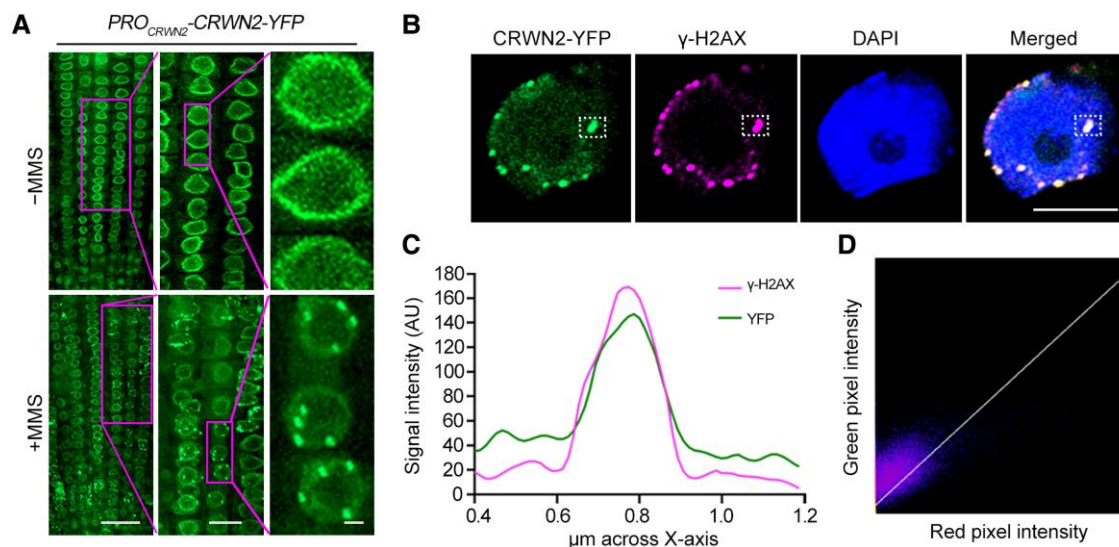 A
PRO_CRWN2-CRWN2-YFP
−MMS
+MMS
B
CRWN2-YFP
γ-H2AX
DAPI
Merged
C
Signal intensity (AU)
180
160
140
120
100
80
60
40
20
0
0.4
0.6
0.8
1.0
1.2
µm across X-axis
γ-H2AX
YFP
D
Green pixel intensity
Red pixel intensity